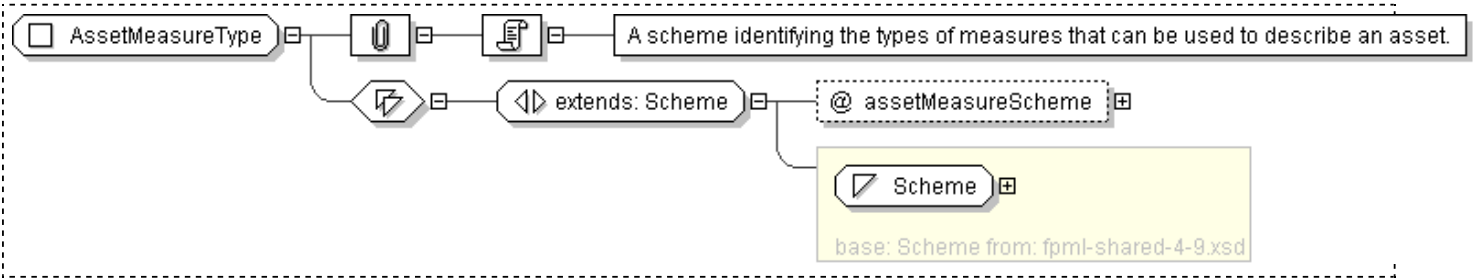 AssetMeasureType
A scheme identifying the types of measures that can be used to describe an asset.
extends: Scheme
@ assetMeasureScheme
Scheme
base: Scheme from: fpml-shared-4-9.xsd